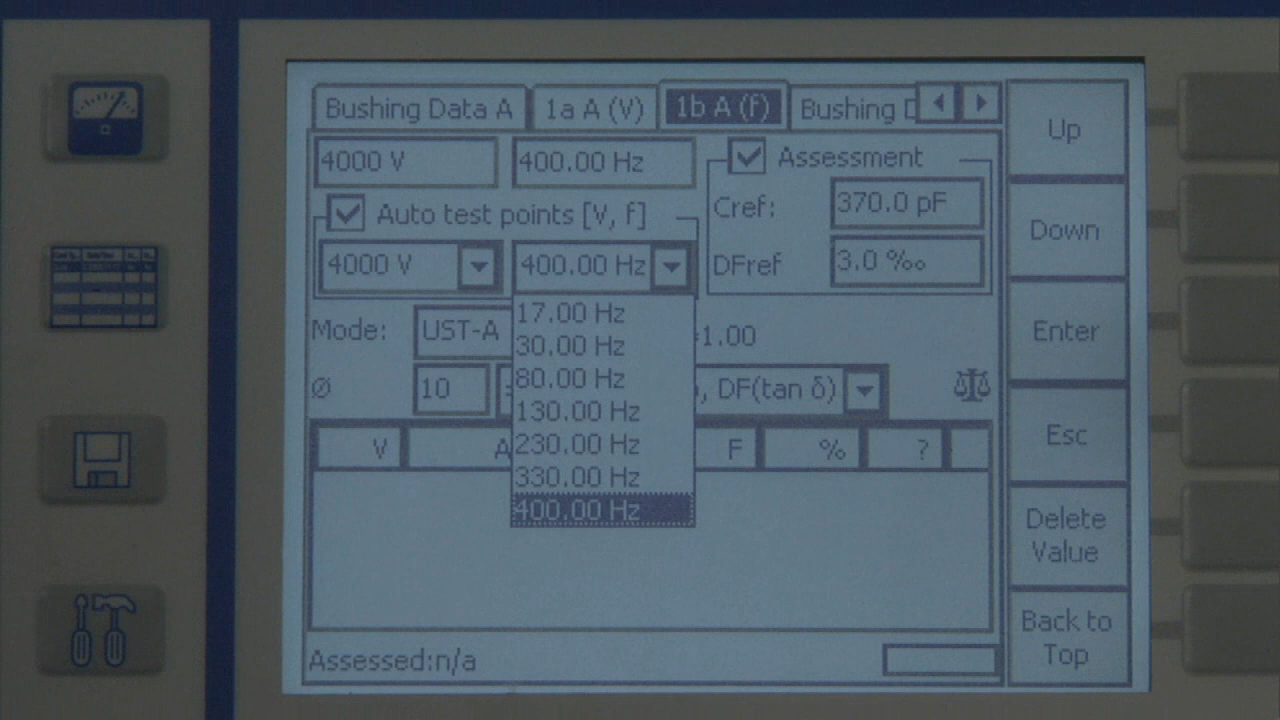 Bushing Data A
1a A (V)
1b A (f)
Bushing
4000 V
400.00 Hz
Assessment
Auto test points [V, f]
Cref:
370.0 pF
4000 V
400.00 Hz
DFref
3.0 ‰
17.00 Hz
30.00 Hz
80.00 Hz
130.00 Hz
230.00 Hz
330.00 Hz
400.00 Hz
Mode:
UST-A
1.00
Ø
10
, DF(tan δ)
V
A
F
%
?
Assessed:n/a
Up
Down
Enter
Esc
Delete
Value
Back to
Top